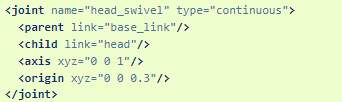 <joint name="head_swivel" type="continuous">
  <parent link="base_link"/>
  <child link="head"/>
  <axis xyz="0 0 1"/>
  <origin xyz="0 0 0.3"/>
</joint>